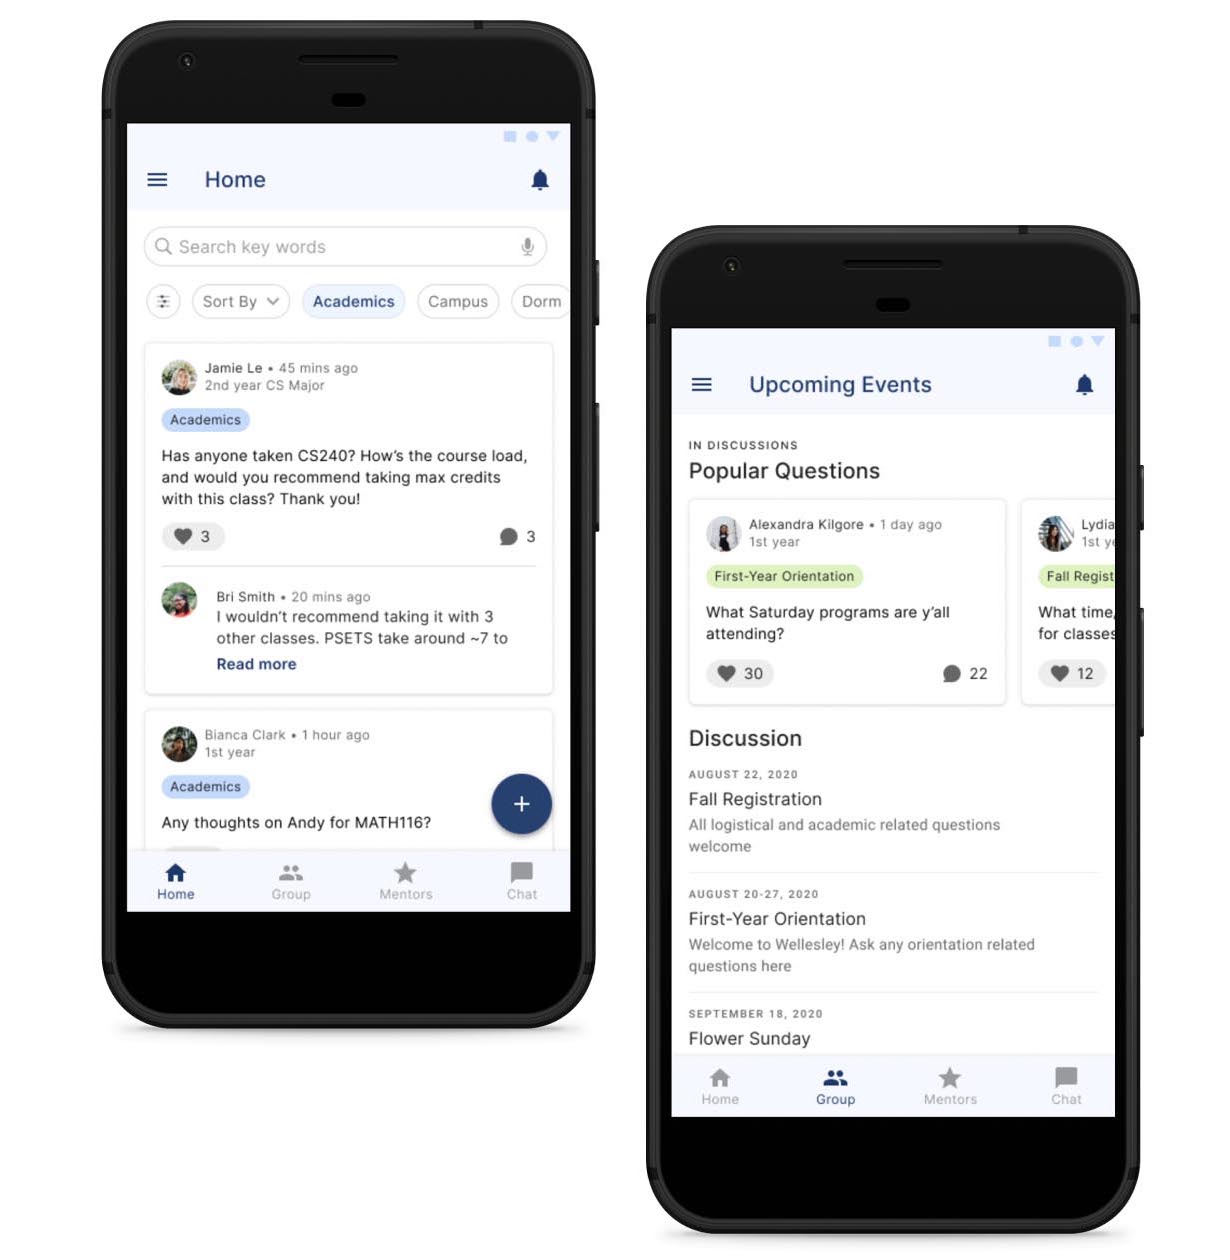 Home
Search key words
Sort By
Academics
Campus
Dorm
Jamie Le • 45 mins ago
2nd year CS Major
Academics
Has anyone taken CS240? How's the course load,
and would you recommend taking max credits
with this class? Thank you!
3
3
Bri Smith • 20 mins ago
I wouldn't recommend taking it with 3
other classes. PSETS take around ~7 to
Read more
Bianca Clark • 1 hour ago
1st year
Academics
Any thoughts on Andy for MATH116?
+
Home
Group
Mentors
Chat
Upcoming Events
IN DISCUSSIONS
Popular Questions
Alexandra Kilgore • 1 day ago
1st year
First-Year Orientation
What Saturday programs are y'all
attending?
30
22
Lydia
1st ye
Fall Regist
What time,
for classes
12
Discussion
AUGUST 22, 2020
Fall Registration
All logistical and academic related questions
welcome
AUGUST 20-27, 2020
First-Year Orientation
Welcome to Wellesley! Ask any orientation related
questions here
SEPTEMBER 18, 2020
Flower Sunday
Home
Group
Mentors
Chat